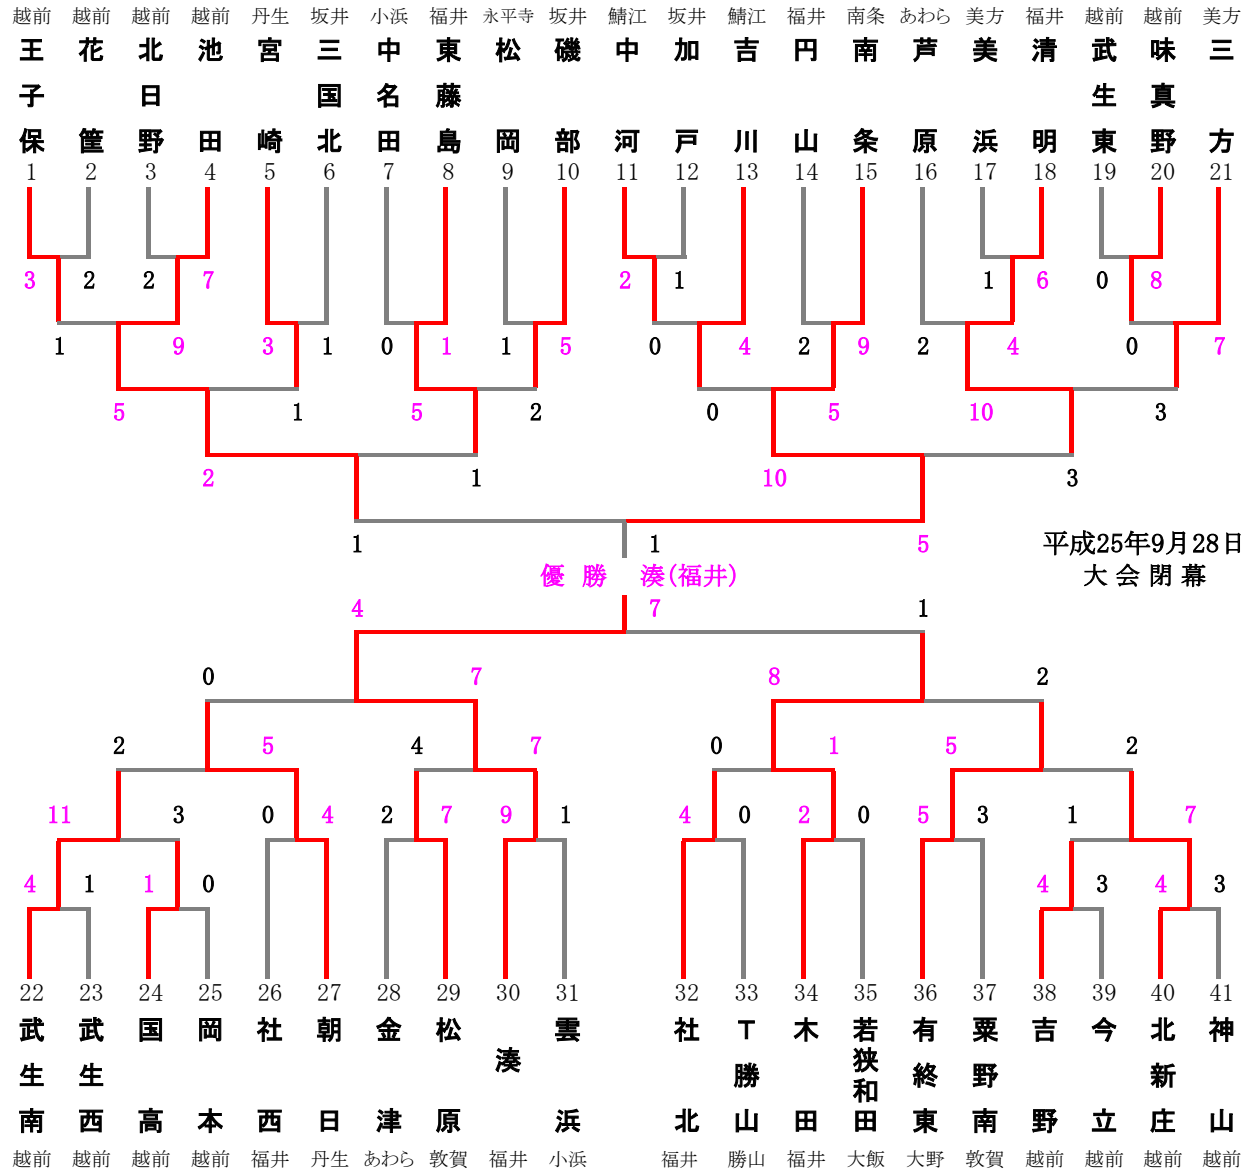 越前 越前 越前 越前 丹生 坂井 小浜 福井 永平寺 坂井 鯖江 坂井 鯖江 福井 南条 あわら 美方 福井 越前 越前 美方
王子保 花筐 北日野 池田 宮崎 三国北 中名田 東藤島 松岡 磯部 中河 加戸 吉川 円山 南条 芦原 美浜 清明 武生東 味真野 三方
1 2 3 4 5 6 7 8 9 10 11 12 13 14 15 16 17 18 19 20 21
3 2 2 7 2 1 1 6 0 8
1 9 3 1 0 1 1 5 0 4 2 9 2 4 0 7
5 1 5 2 0 5 10 3
2 1 10 3
1 1 5
平成25年9月28日
優勝 湊(福井)
大会閉幕
4 7 1
0 7 8 2
2 5 4 7 0 1 5 2
11 3 0 4 2 7 9 1 4 0 2 0 5 3 1 7
4 1 1 0 4 3 4 3
22 23 24 25 26 27 28 29 30 31 32 33 34 35 36 37 38 39 40 41
武生南 武生西 国高 岡本 社西 朝日 金津 松原 湊 雲浜 社北 T勝山 木田 若狭和田 有終東 粟野南 吉野 今立 北新庄 神山
越前 越前 越前 越前 福井 丹生 あわら 敦賀 福井 小浜 福井 勝山 福井 大飯 大野 敦賀 越前 越前 越前 越前